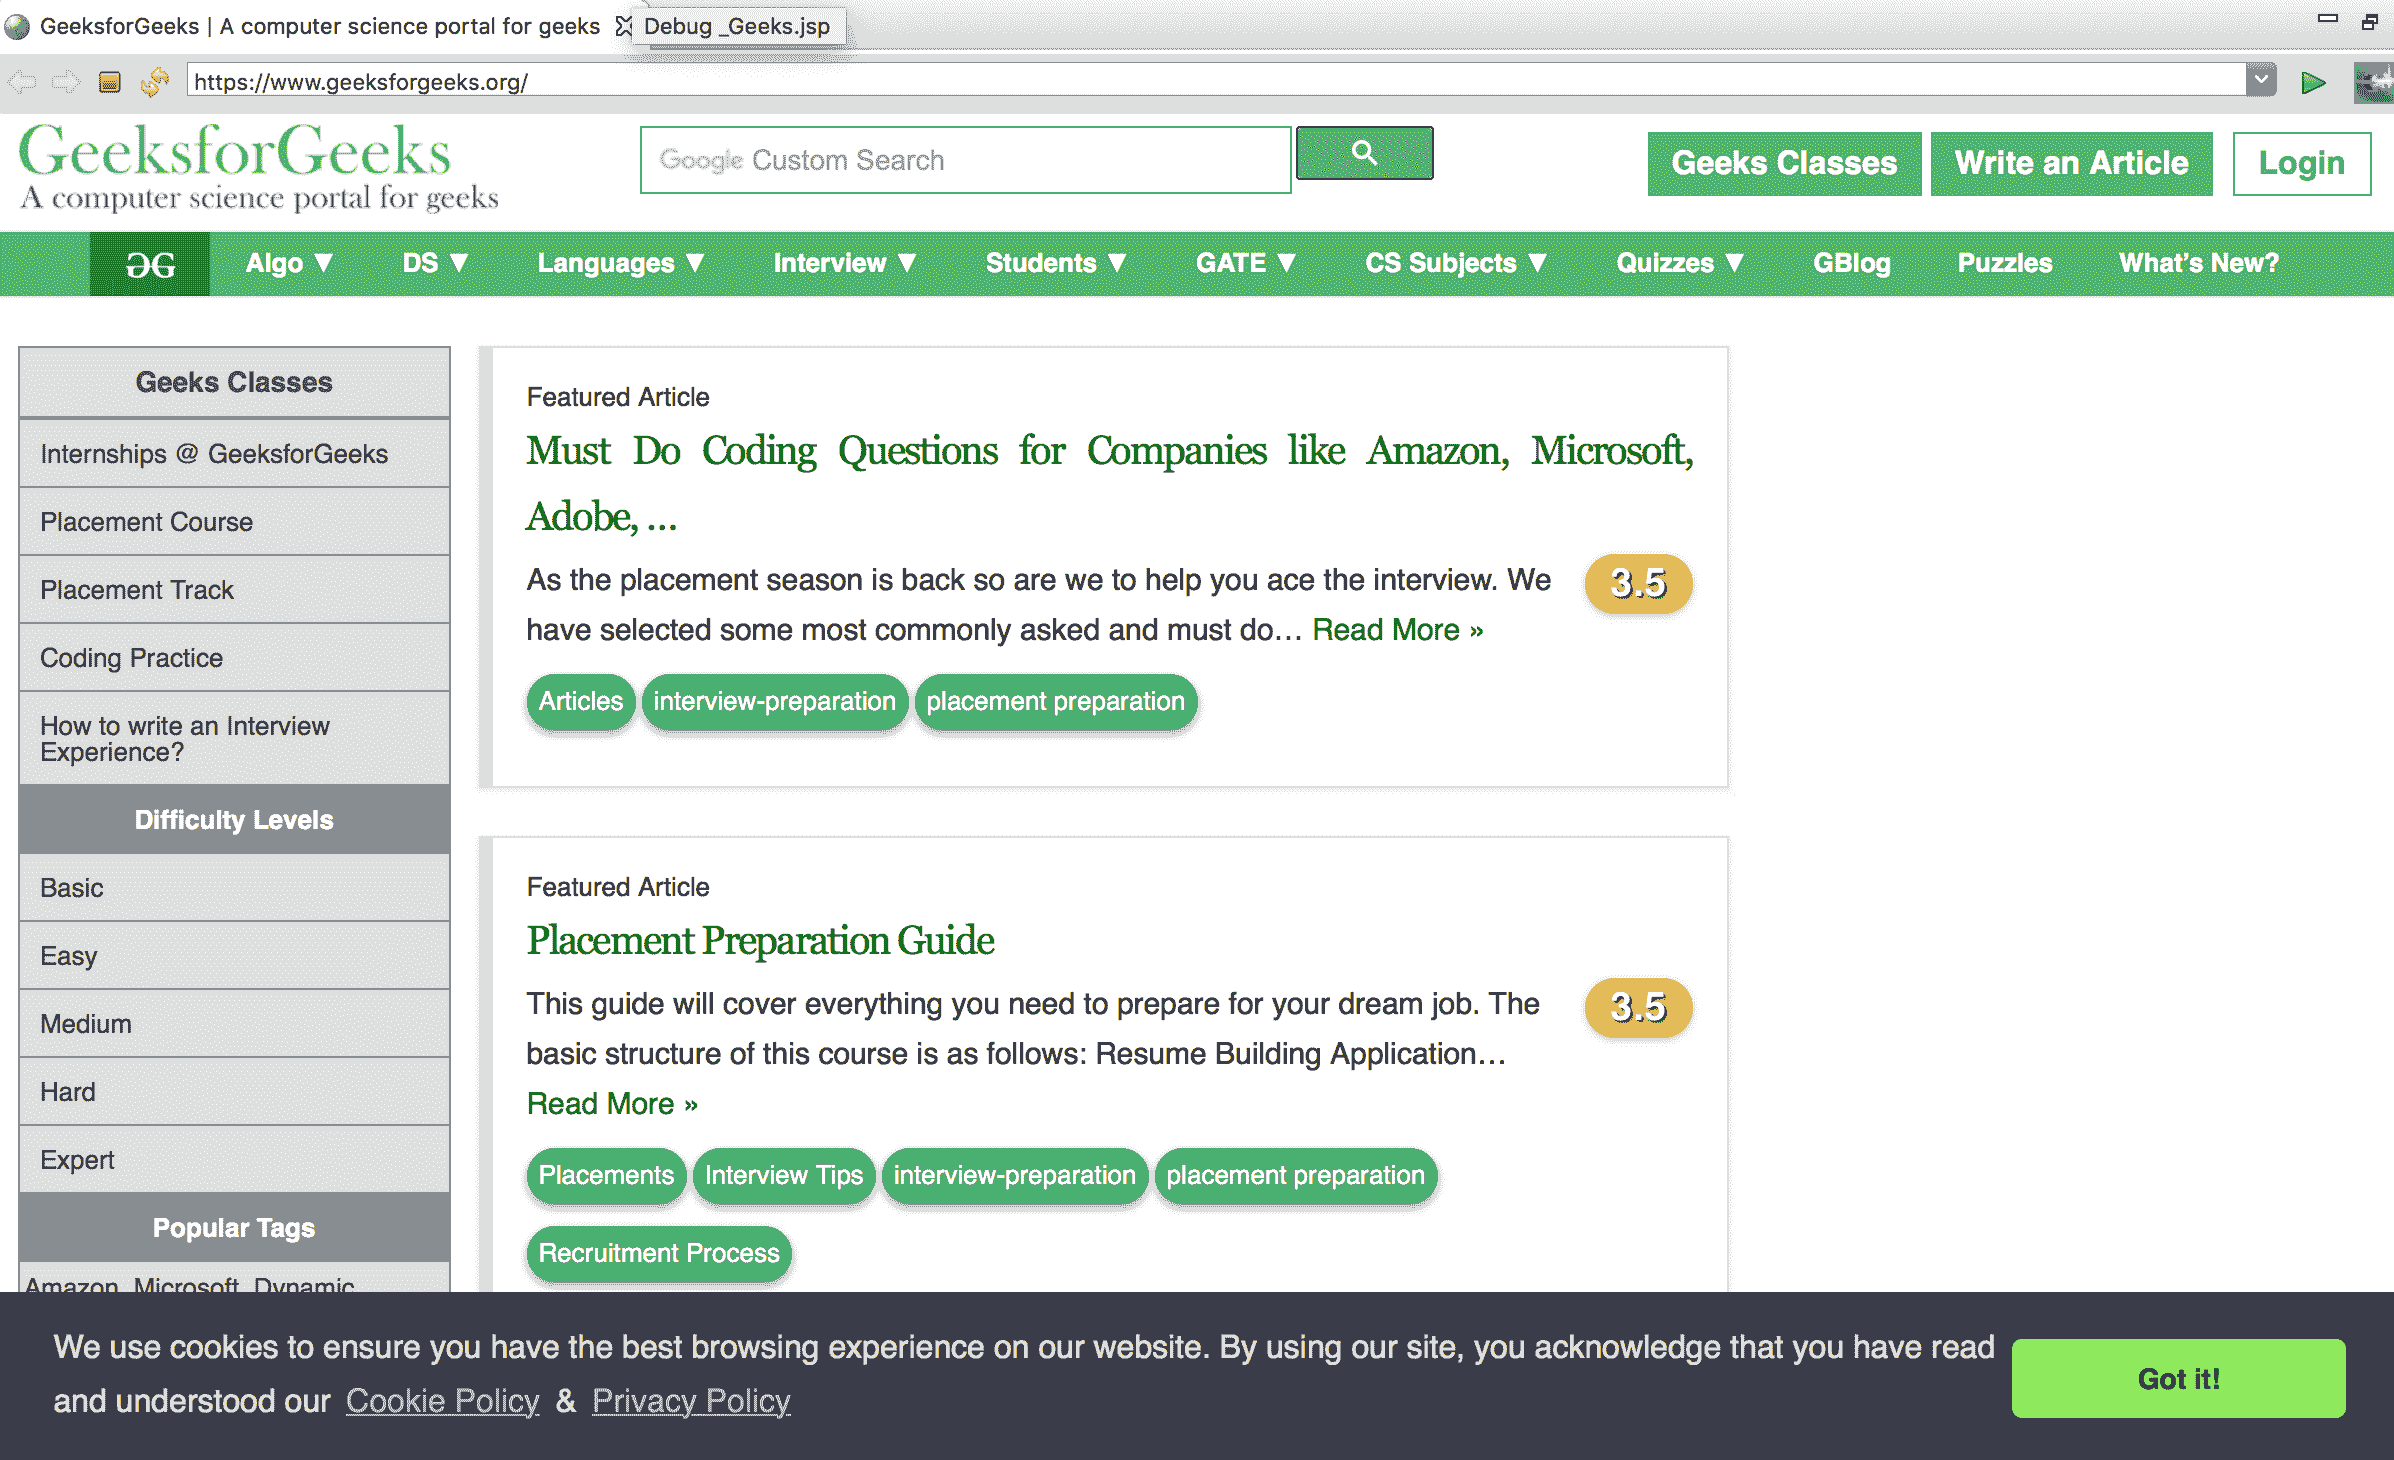 GeeksforGeeks | A computer science portal for geeks
Debug _Geeks.jsp
https://www.geeksforgeeks.org/
GeeksforGeeks
A computer science portal for geeks
Google Custom Search
Geeks Classes
Write an Article
Login
Algo ▼
DS ▼
Languages ▼
Interview ▼
Students ▼
GATE ▼
CS Subjects ▼
Quizzes ▼
GBlog
Puzzles
What's New?
Geeks Classes
Internships @ GeeksforGeeks
Placement Course
Placement Track
Coding Practice
How to write an Interview
Experience?
Difficulty Levels
Basic
Easy
Medium
Hard
Expert
Popular Tags
Amazon Microsoft Dynamic
Featured Article
Must Do Coding Questions for Companies like Amazon, Microsoft,
Adobe, ...
As the placement season is back so are we to help you ace the interview. We
have selected some most commonly asked and must do… Read More »
3.5
Articles
interview-preparation
placement preparation
Featured Article
Placement Preparation Guide
This guide will cover everything you need to prepare for your dream job. The
basic structure of this course is as follows: Resume Building Application…
Read More »
3.5
Placements
Interview Tips
interview-preparation
placement preparation
Recruitment Process
We use cookies to ensure you have the best browsing experience on our website. By using our site, you acknowledge that you have read
and understood our Cookie Policy & Privacy Policy
Got it!